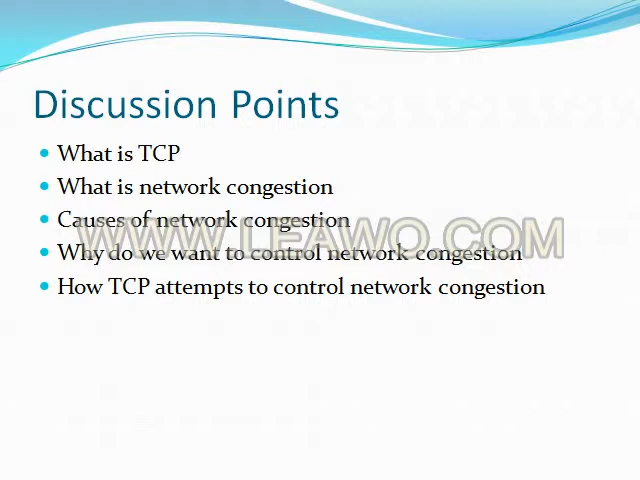 Discussion Points
What is TCP
What is network congestion
Causes of network congestion
WWW.LEAWO.COM
Why do we want to control network congestion
How TCP attempts to control network congestion